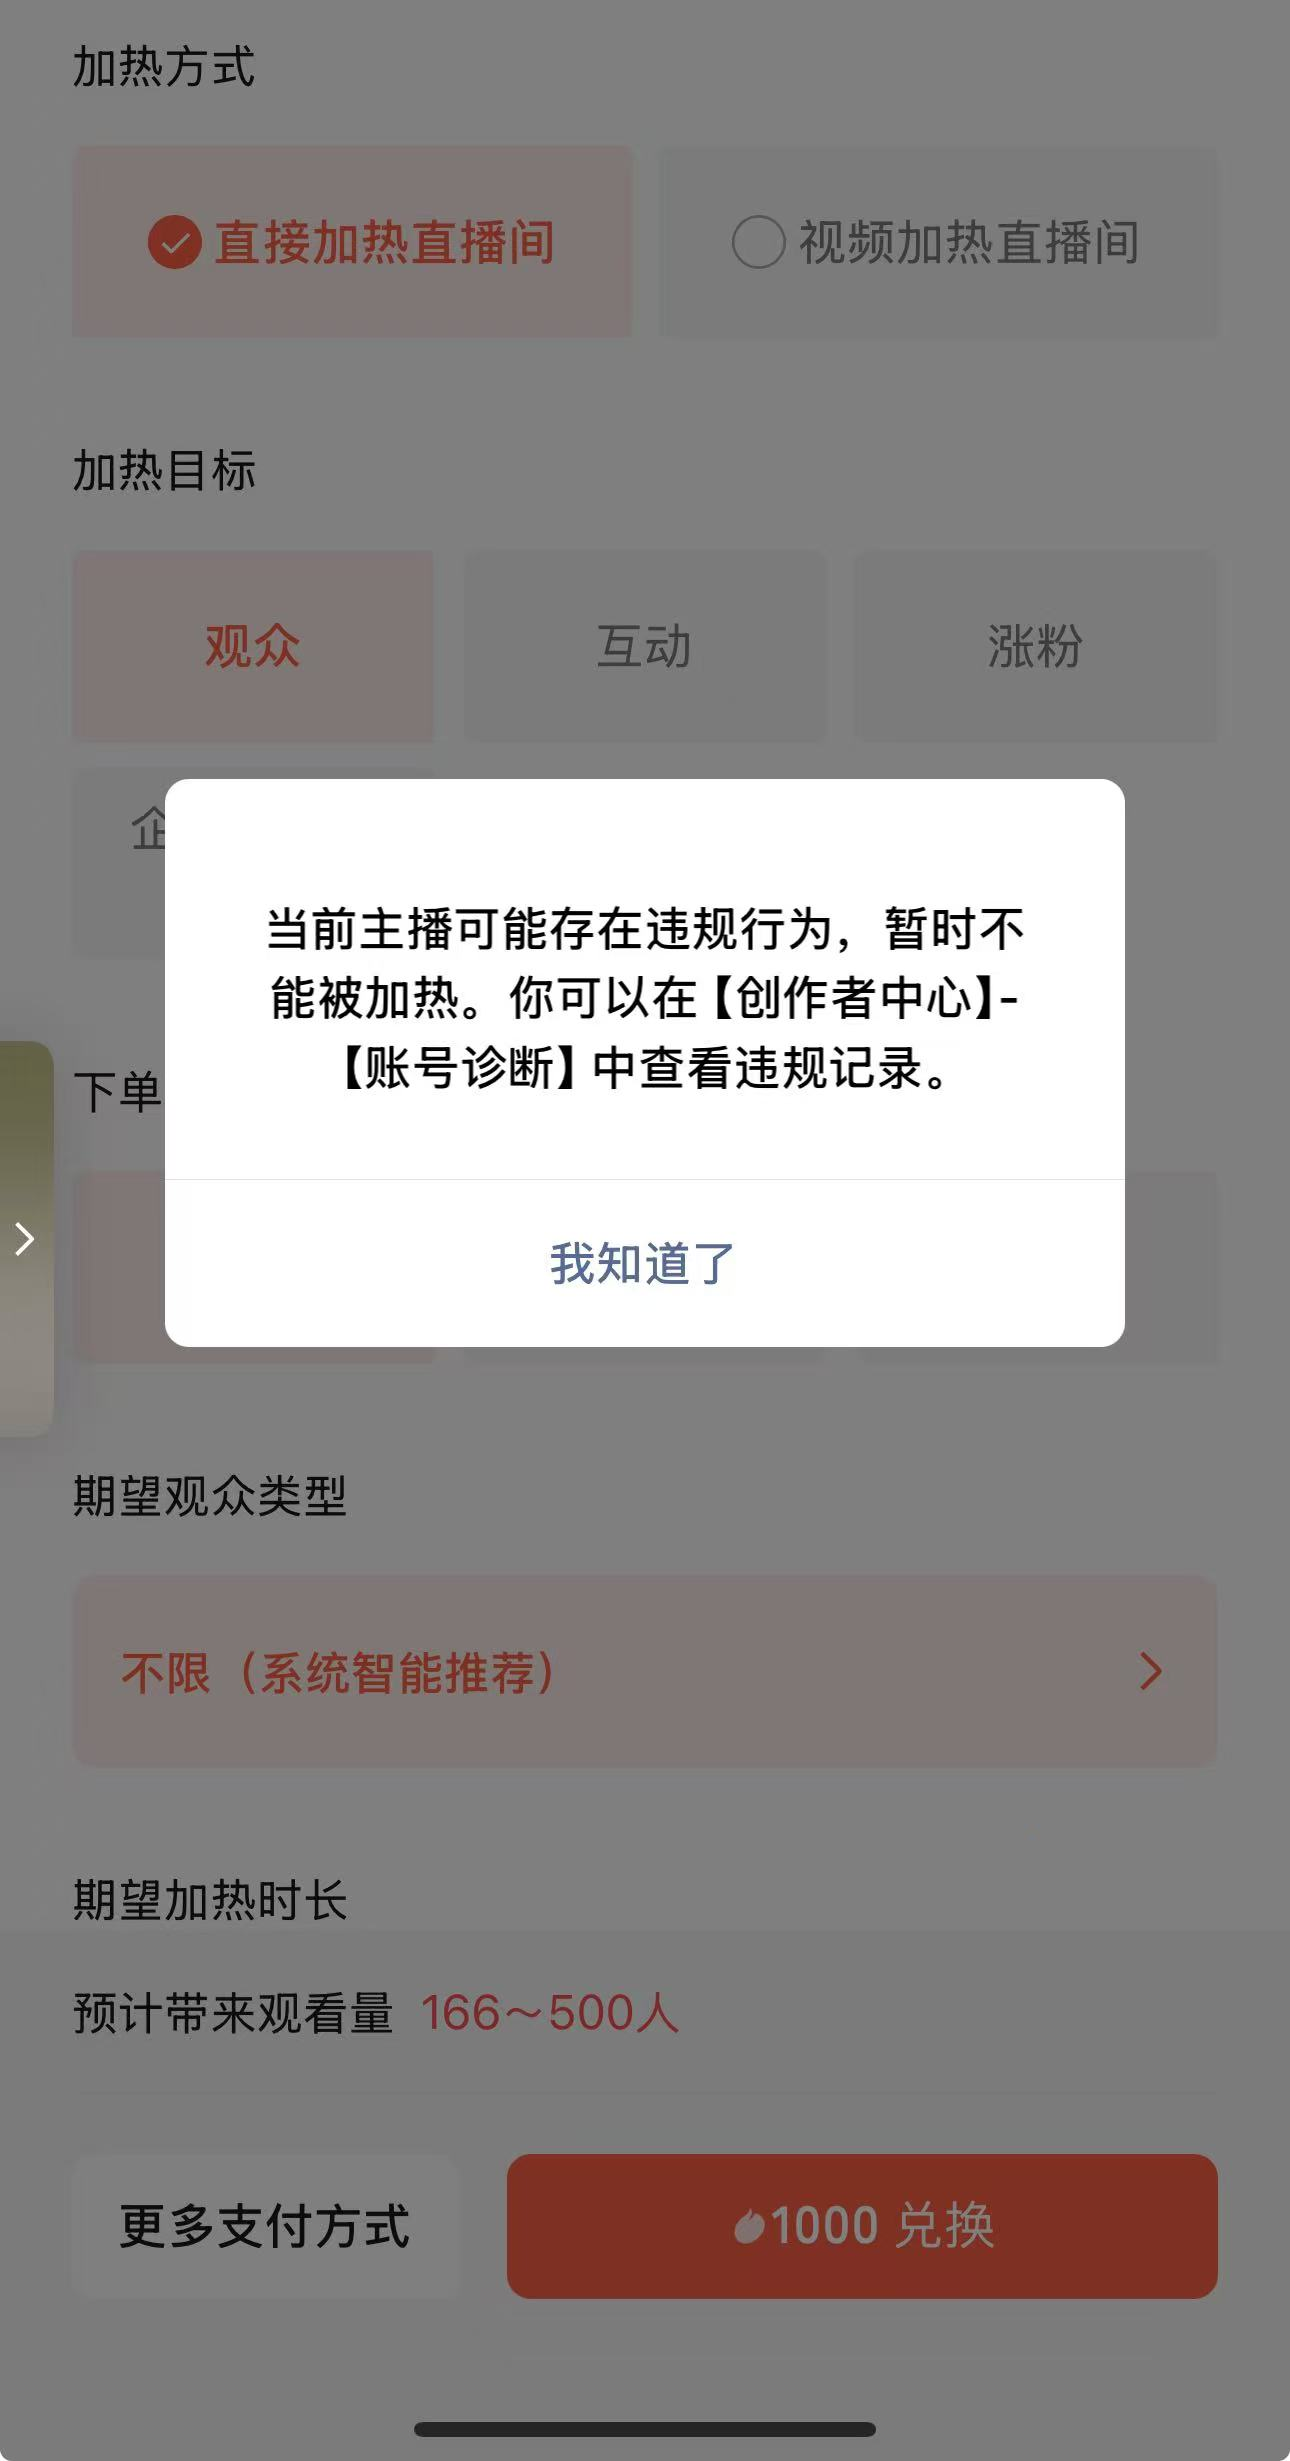 加热方式
直接加热直播间
视频加热直播间
加热目标
观众
互动
涨粉
企
当前主播可能存在违规行为，暂时不
能被加热。你可以在【创作者中心】-
【账号诊断】中查看违规记录。
下单
我知道了
期望观众类型
不限（系统智能推荐）
期望加热时长
预计带来观看量 166～500人
更多支付方式
1000 兑换